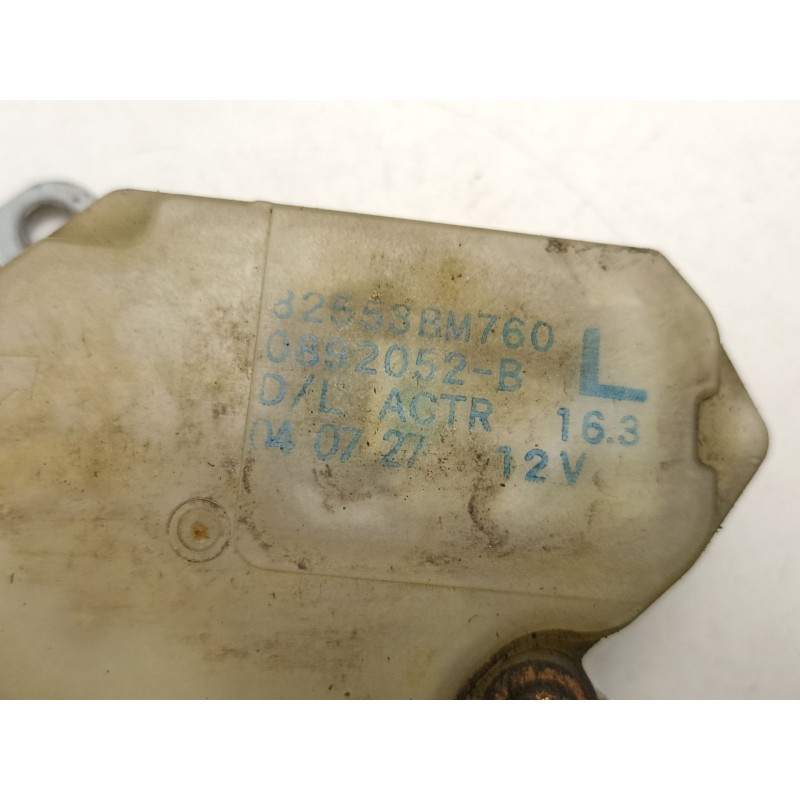 82553BM760
0892052-B L
D/L ACTR 16.3
04 07 27 12V